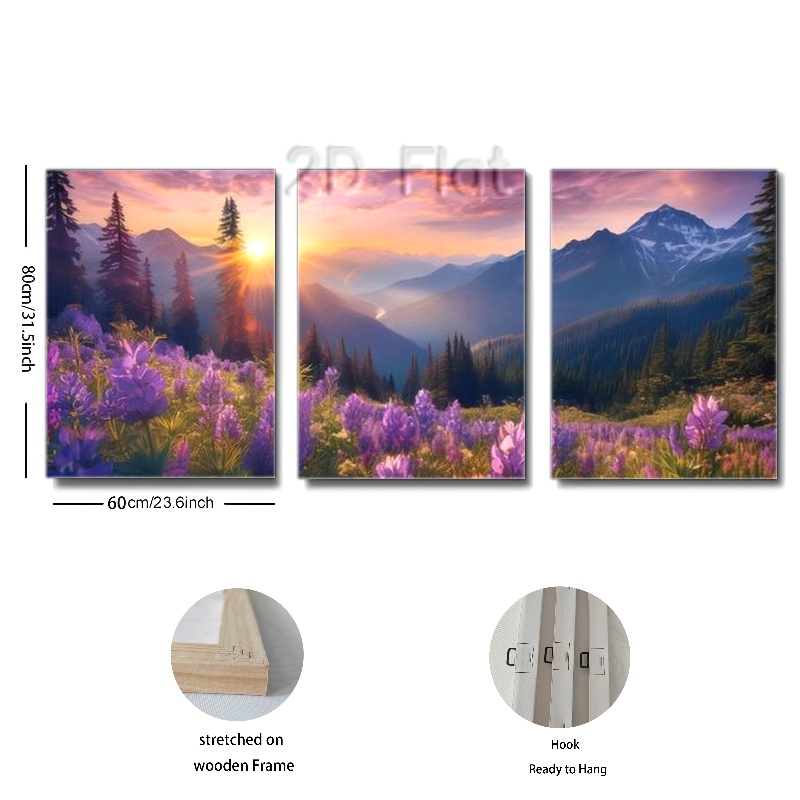 2D Flat
80cm/31.5inch
60cm/23.6inch
stretched on
wooden Frame
Hook
Ready to Hang